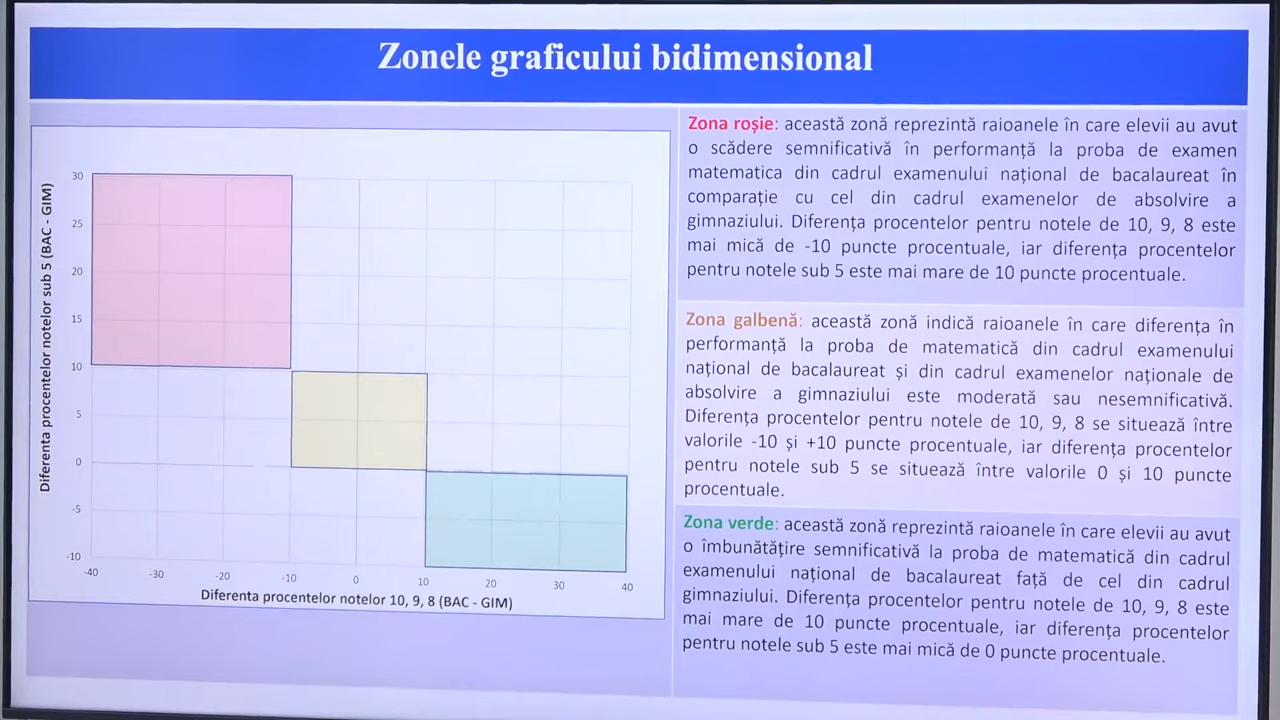 Zonele graficului bidimensional
Diferenta procentelor notelor sub 5 (BAC - GIM)
30
25
20
15
10
5
0
-5
-10
-40 -30 -20 -10 0 10 20 30 40
Diferenta procentelor notelor 10, 9, 8 (BAC - GIM)
Zona roșie: această zonă reprezintă raioanele în care elevii au avut
o scădere semnificativă în performanță la proba de examen
matematica din cadrul examenului național de bacalaureat în
comparație cu cel din cadrul examenelor de absolvire a
gimnaziului. Diferența procentelor pentru notele de 10, 9, 8 este
mai mică de -10 puncte procentuale, iar diferența procentelor
pentru notele sub 5 este mai mare de 10 puncte procentuale.
Zona galbenă: această zonă indică raioanele în care diferența în
performanță la proba de matematică din cadrul examenului
național de bacalaureat și din cadrul examenelor naționale de
absolvire a gimnaziului este moderată sau nesemnificativă.
Diferența procentelor pentru notele de 10, 9, 8 se situează între
valorile -10 și +10 puncte procentuale, iar diferența procentelor
pentru notele sub 5 se situează între valorile 0 și 10 puncte
procentuale.
Zona verde: această zonă reprezintă raioanele în care elevii au avut
o îmbunătățire semnificativă la proba de matematică din cadrul
examenului național de bacalaureat față de cel din cadrul
gimnaziului. Diferența procentelor pentru notele de 10, 9, 8 este
mai mare de 10 puncte procentuale, iar diferența procentelor
pentru notele sub 5 este mai mică de 0 puncte procentuale.